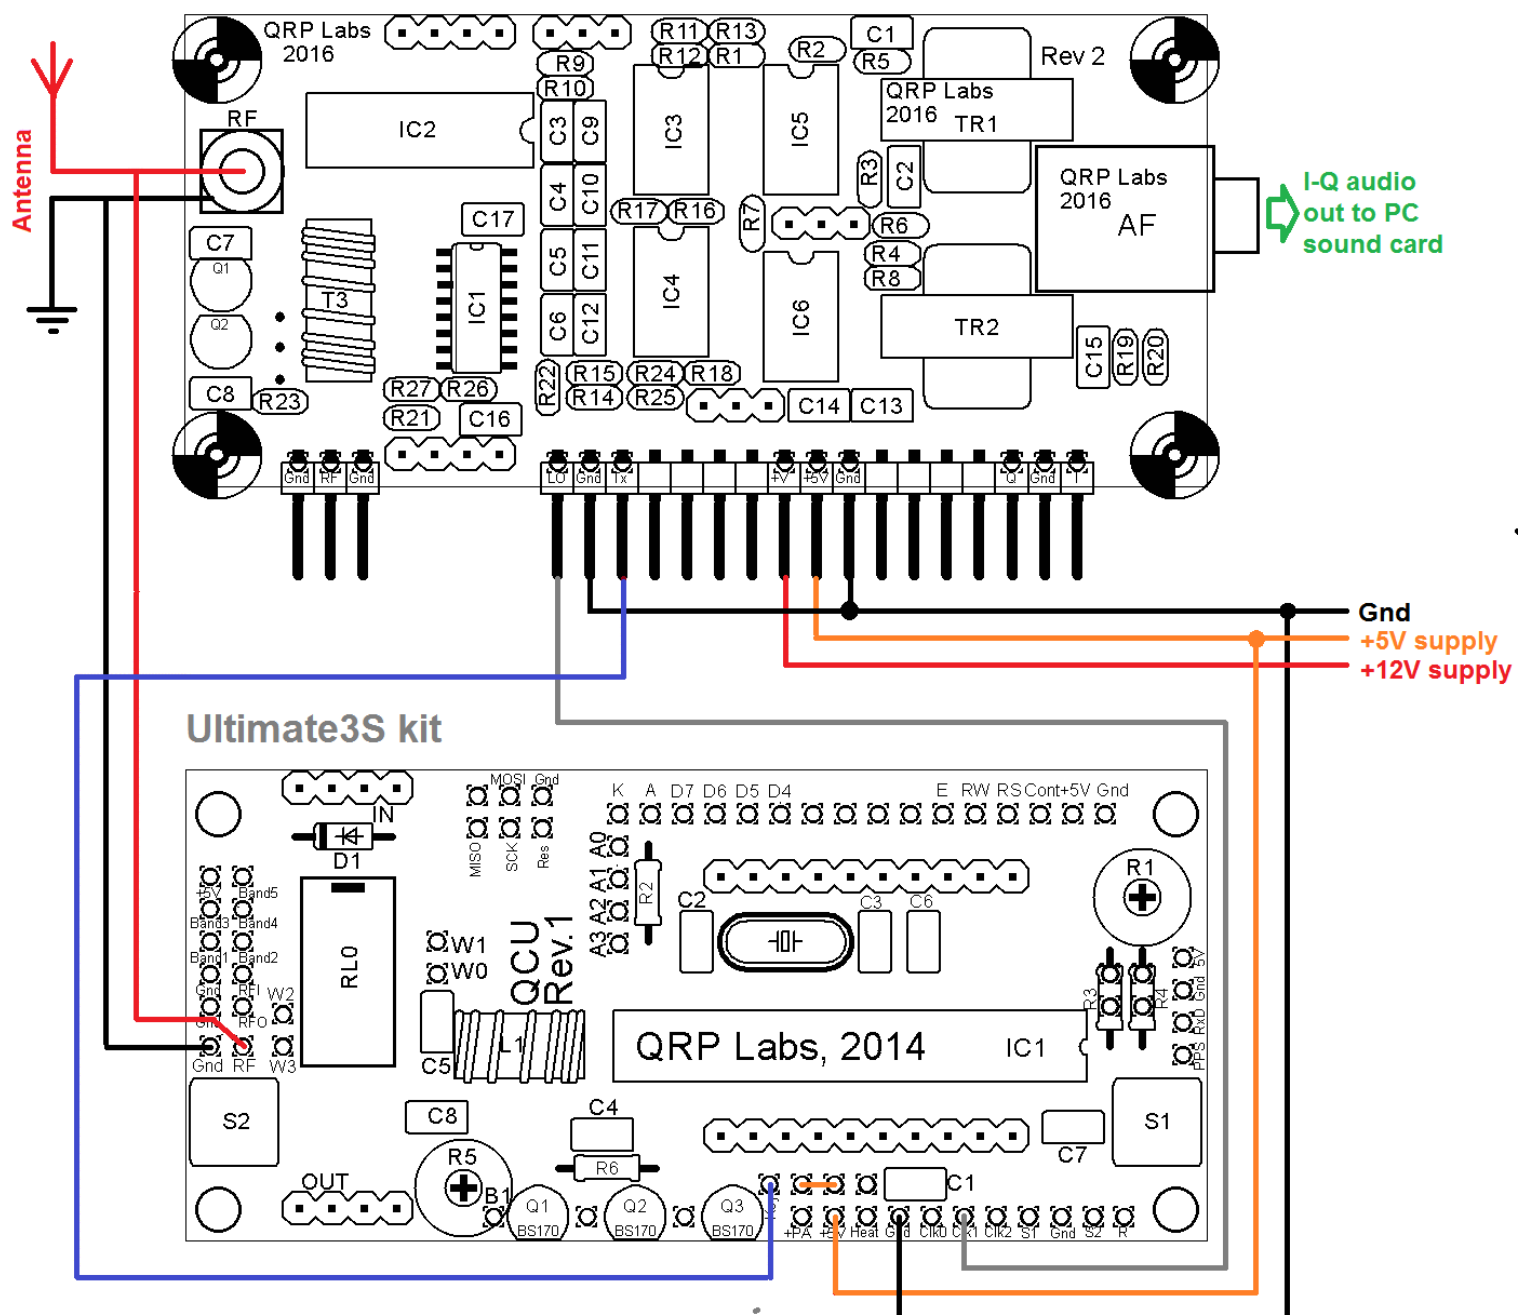 QRP Labs
2016
R11
R13
R12
R1
R2
C1
R5
Rev 2
R9
R10
RF
IC2
C3
C9
IC3
IC5
QRP Labs
2016
TR1
Antenna
C4
C10
R3
C2
QRP Labs
2016
AF
I-Q audio
out to PC
sound card
C17
R17
R16
R7
R6
C7
Q1
T3
IC1
C5
C11
IC4
IC6
R4
R8
Q2
C6
C12
TR2
C15
R19
R20
C8
R23
R27
R26
R21
C16
R22
R15
R14
R24
R25
R18
C14
C13
Gnd
RF
Gnd
LO
Gnd
Tx
+V
+5V
Gnd
Q
Gnd
I
Gnd
+5V supply
+12V supply
Ultimate3S kit
MOSI
Gnd
K
A
D7
D6
D5
D4
E
RW
RS
Cont
+5V
Gnd
IN
D1
MISO
SCK
Res
A0
A1
A2
A3
R2
R1
+5V
Band5
Band3
Band4
Band1
Band2
Gnd
RFI
Gnd
RFO
Gnd
RF
W2
W3
RL0
W1
W0
QCU
Rev.1
C2
C3
C6
5V
Gnd
RxD
PPS
R3
R4
C5
L1
QRP Labs, 2014
IC1
S2
C8
C4
R6
C7
S1
R5
OUT
B1
Q1
BS170
Q2
BS170
Q3
BS170
Key
C1
+PA
+5V
Heat
Gnd
Clk0
Clk1
Clk2
S1
Gnd
S2
R